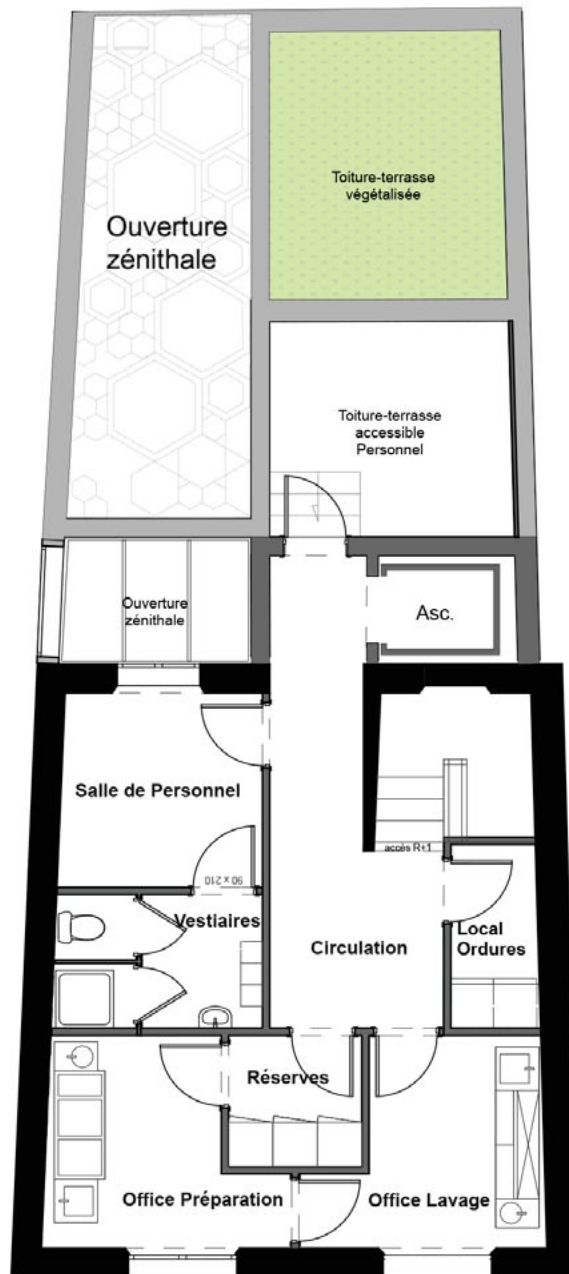 Toiture-terrasse
végétalisée
Ouverture
zénithale
Toiture-terrasse
accessible
Personnel
Ouverture
zénithale
Asc.
Salle de Personnel
accès R+1
90 x 210
Vestiaires
Local
Ordures
Circulation
Réserves
Office Préparation
Office Lavage